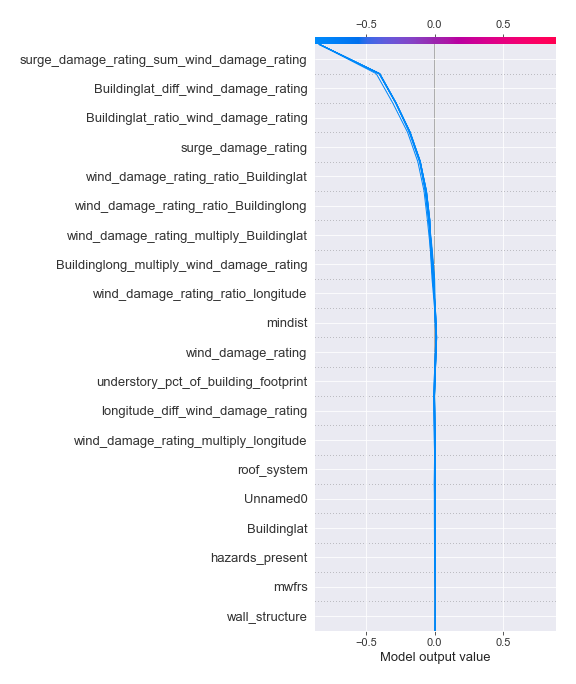 −0.5 0.0 0.5
surge_damage_rating_sum_wind_damage_rating
Buildinglat_diff_wind_damage_rating
Buildinglat_ratio_wind_damage_rating
surge_damage_rating
wind_damage_rating_ratio_Buildinglat
wind_damage_rating_ratio_Buildinglong
wind_damage_rating_multiply_Buildinglat
Buildinglong_multiply_wind_damage_rating
wind_damage_rating_ratio_longitude
mindist
wind_damage_rating
understory_pct_of_building_footprint
longitude_diff_wind_damage_rating
wind_damage_rating_multiply_longitude
roof_system
Unnamed0
Buildinglat
hazards_present
mwfrs
wall_structure
−0.5 0.0 0.5
Model output value